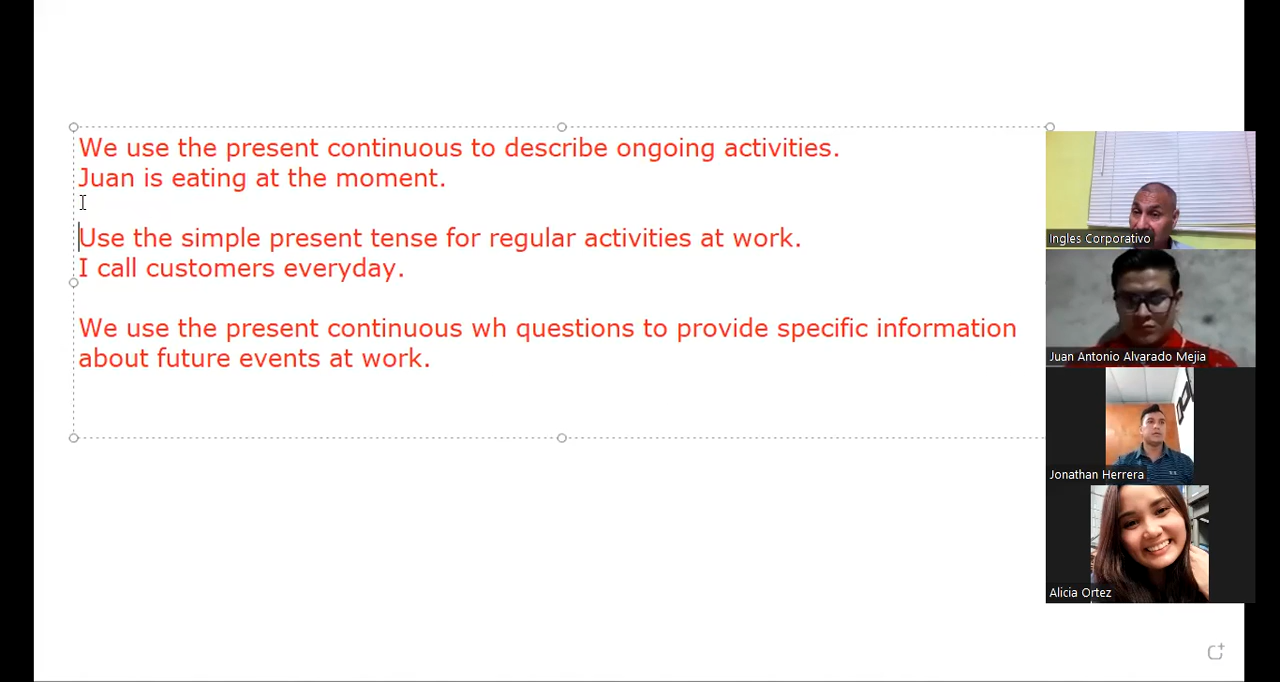 We use the present continuous to describe ongoing activities.
Juan is eating at the moment.
Use the simple present tense for regular activities at work.
I call customers everyday.
We use the present continuous wh questions to provide specific information
about future events at work.
Ingles Corporativo
Juan Antonio Alvarado Mejia
Jonathan Herrera
Alicia Ortez